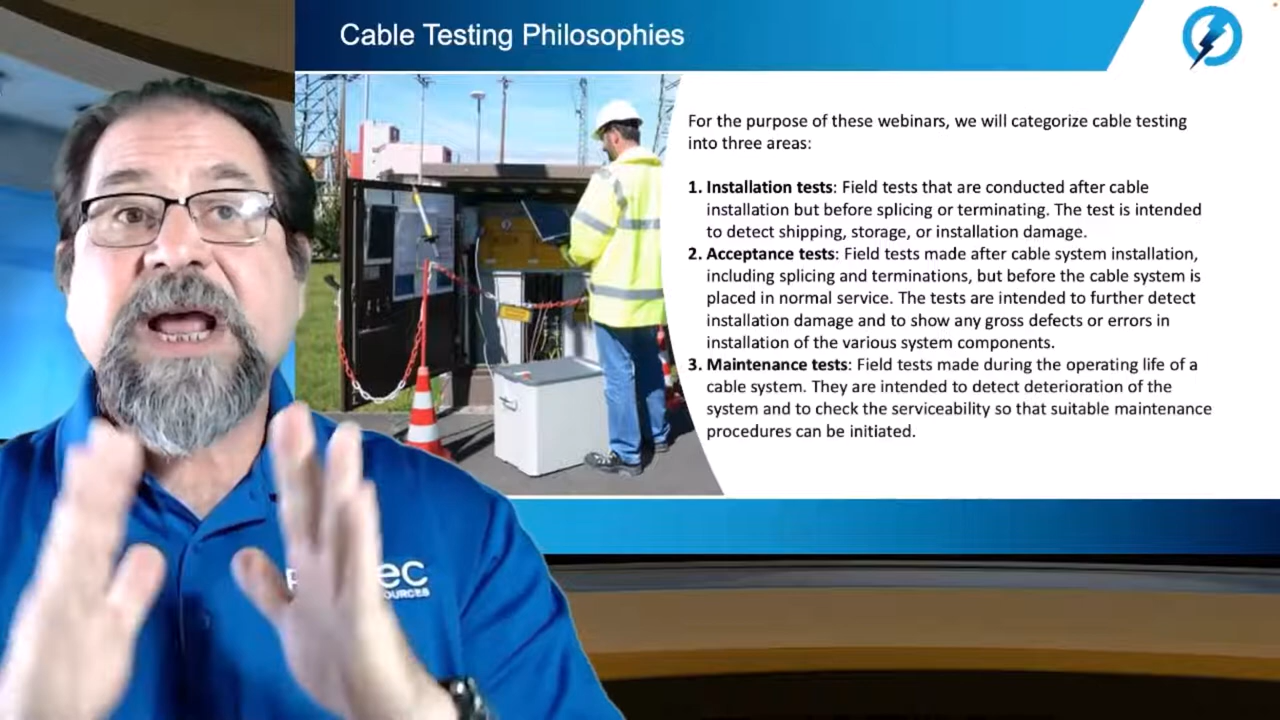 Cable Testing Philosophies
For the purpose of these webinars, we will categorize cable testing
into three areas:
1. Installation tests: Field tests that are conducted after cable
installation but before splicing or terminating. The test is intended
to detect shipping, storage, or installation damage.
2. Acceptance tests: Field tests made after cable system installation,
including splicing and terminations, but before the cable system is
placed in normal service. The tests are intended to further detect
installation damage and to show any gross defects or errors in
installation of the various system components.
3. Maintenance tests: Field tests made during the operating life of a
cable system. They are intended to detect deterioration of the
system and to check the serviceability so that suitable maintenance
procedures can be initiated.